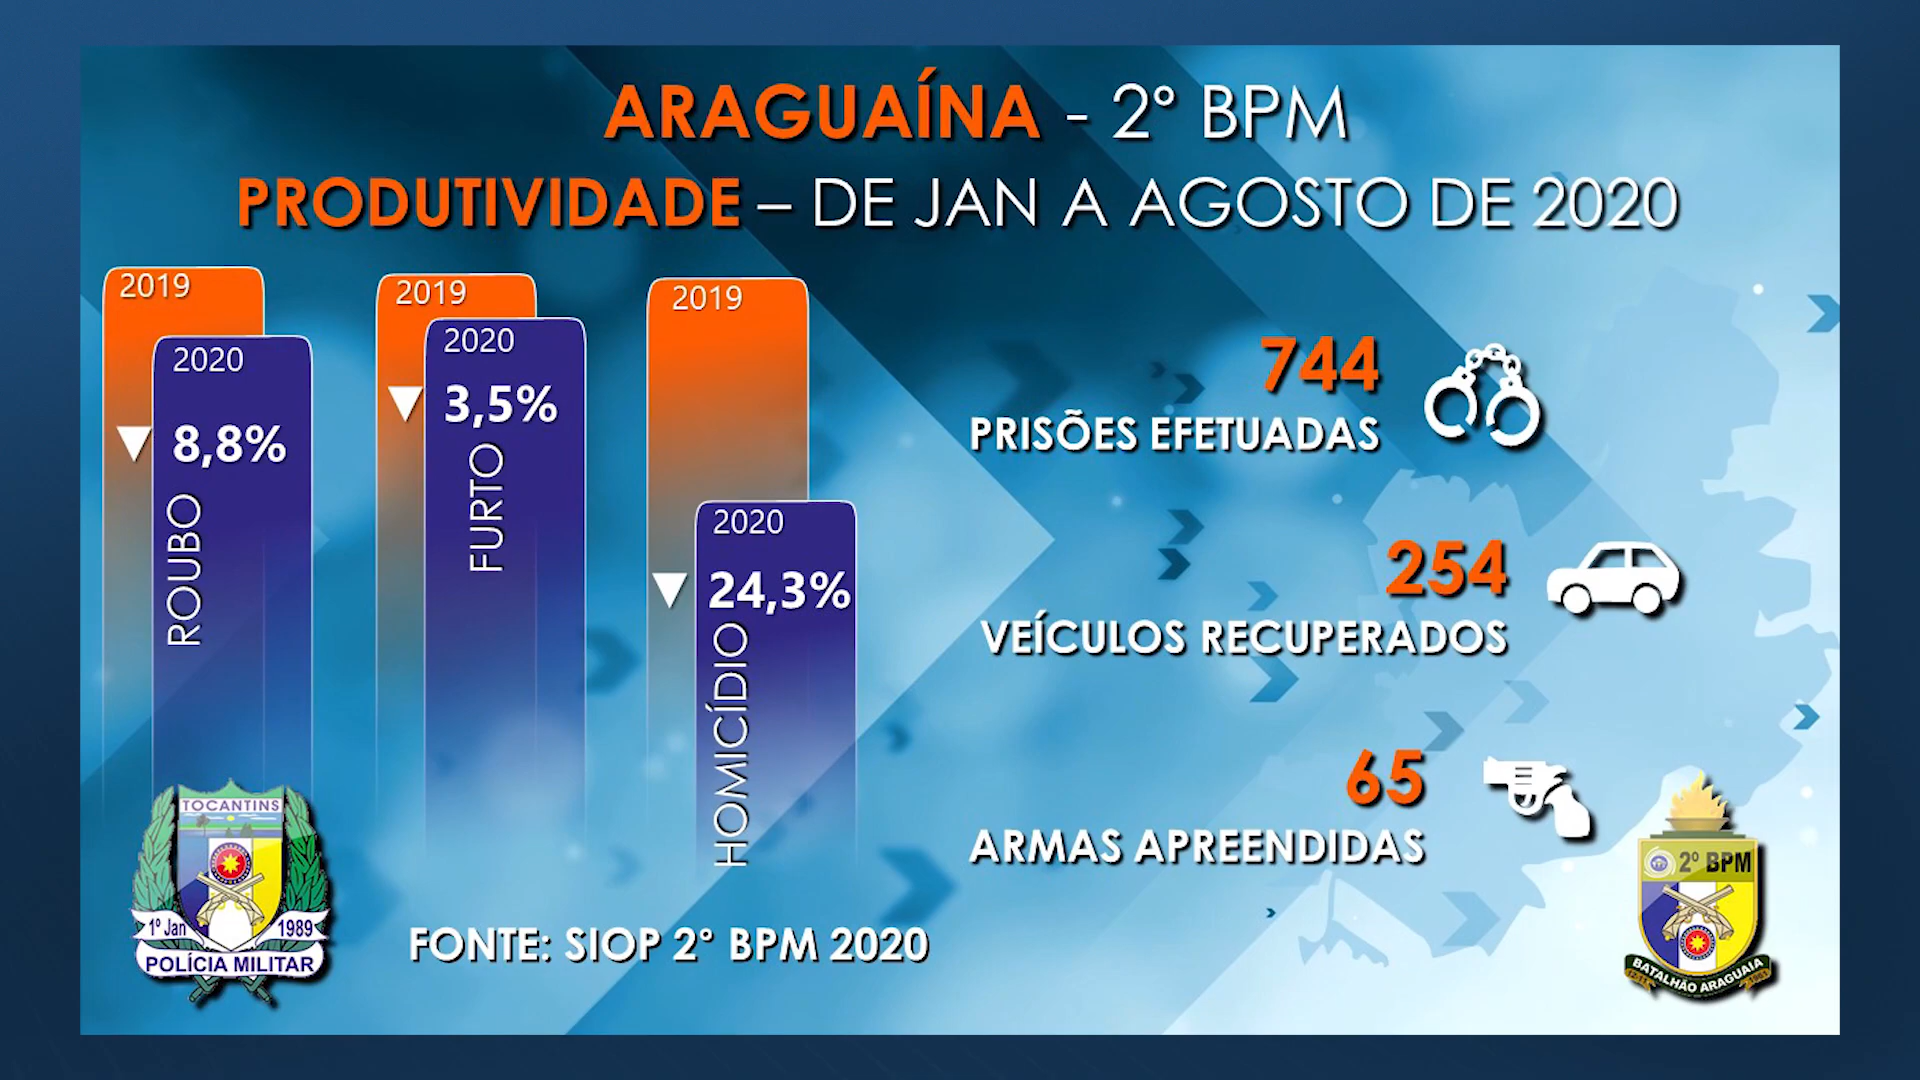 ARAGUAÍNA - 2° BPM
PRODUTIVIDADE – DE JAN A AGOSTO DE 2020
2019
2020
8,8%
ROUBO
2019
2020
3,5%
FURTO
2019
2020
24,3%
HOMICÍDIO
744
PRISÕES EFETUADAS
254
VEÍCULOS RECUPERADOS
65
ARMAS APREENDIDAS
TOCANTINS
1º Jan 1989
POLÍCIA MILITAR
FONTE: SIOP 2° BPM 2020
2º BPM
BATALHÃO ARAGUAIA